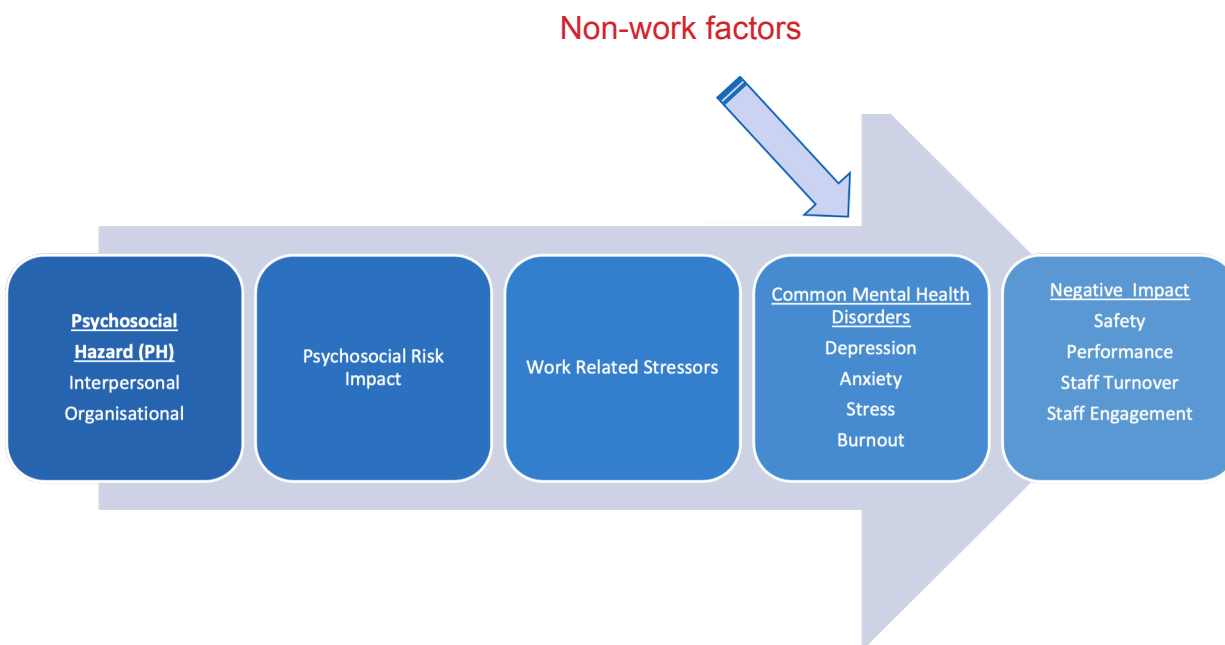 Non-work factors
Psychosocial
Hazard (PH)
Interpersonal
Organisational
Psychosocial Risk
Impact
Work Related Stressors
Common Mental Health
Disorders
Depression
Anxiety
Stress
Burnout
Negative Impact
Safety
Performance
Staff Turnover
Staff Engagement